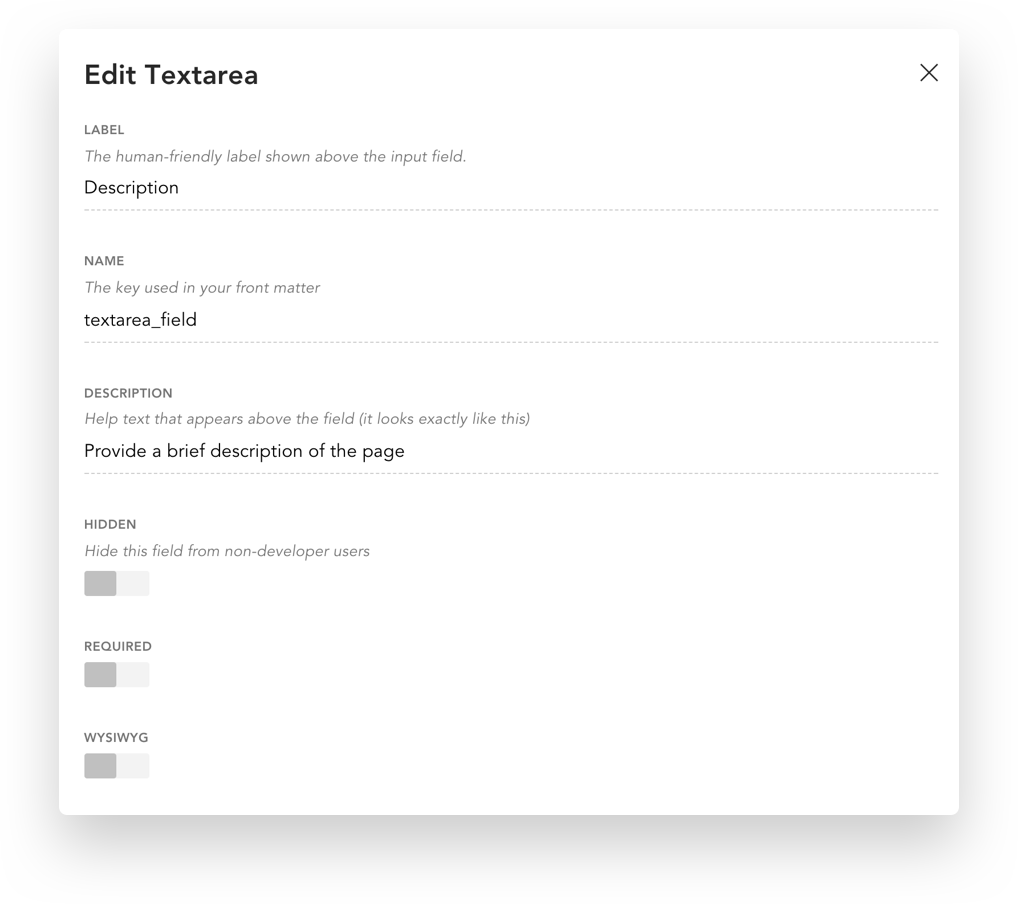 Edit Textarea
LABEL
The human-friendly label shown above the input field.
Description
NAME
The key used in your front matter
textarea_field
DESCRIPTION
Help text that appears above the field (it looks exactly like this)
Provide a brief description of the page
HIDDEN
Hide this field from non-developer users
REQUIRED
WYSIWYG